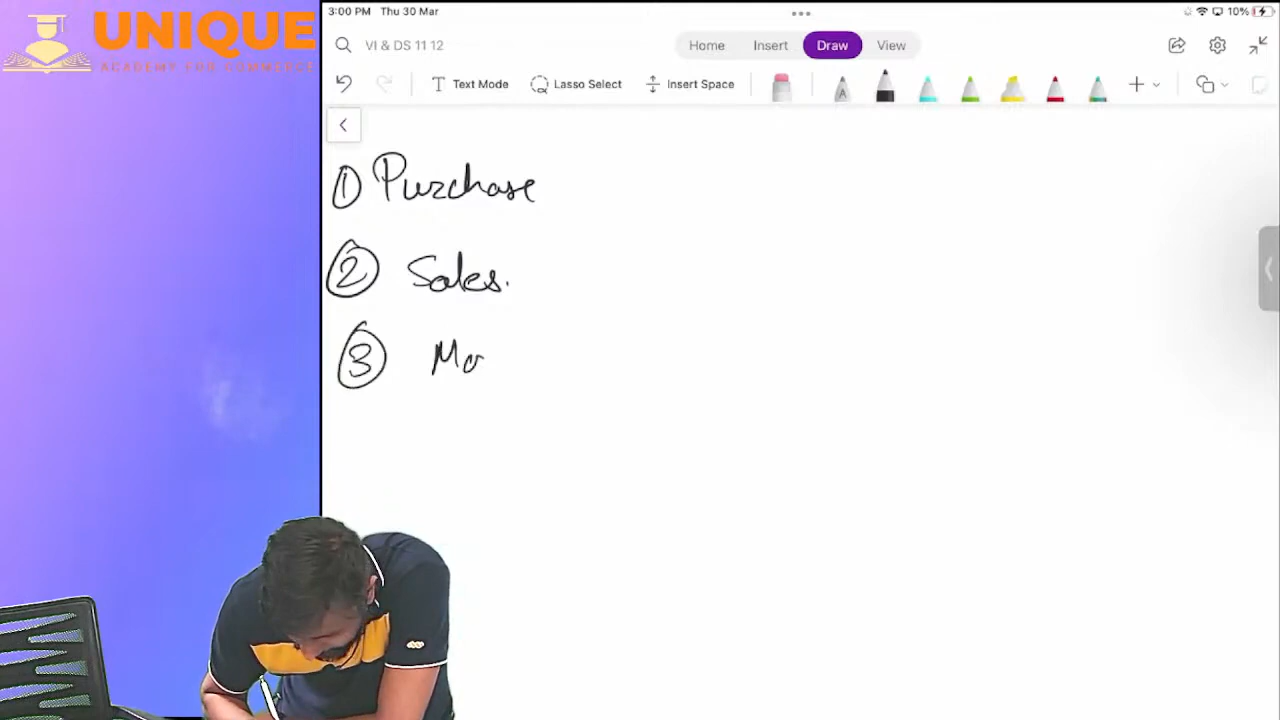 UNIQUE
ACADEMY FOR COMMERCE
3:00 PM Thu 30 Mar
10%
VI & DS 11 12
Home Insert Draw View
Text Mode Lasso Select Insert Space
① Purchase
② Sales.
③ Ma